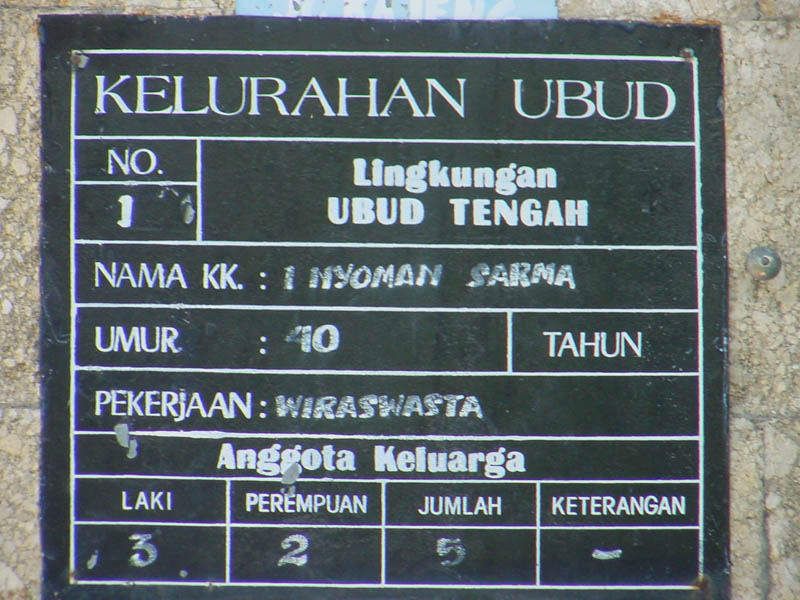 KELURAHAN UBUD
NO.
1
Lingkungan
UBUD TENGAH
NAMA KK. : I NYOMAN SARMA
UMUR : 40 TAHUN
PEKERJAAN : WIRASWASTA
Anggota Keluarga
LAKI PEREMPUAN JUMLAH KETERANGAN
3 2 5 -